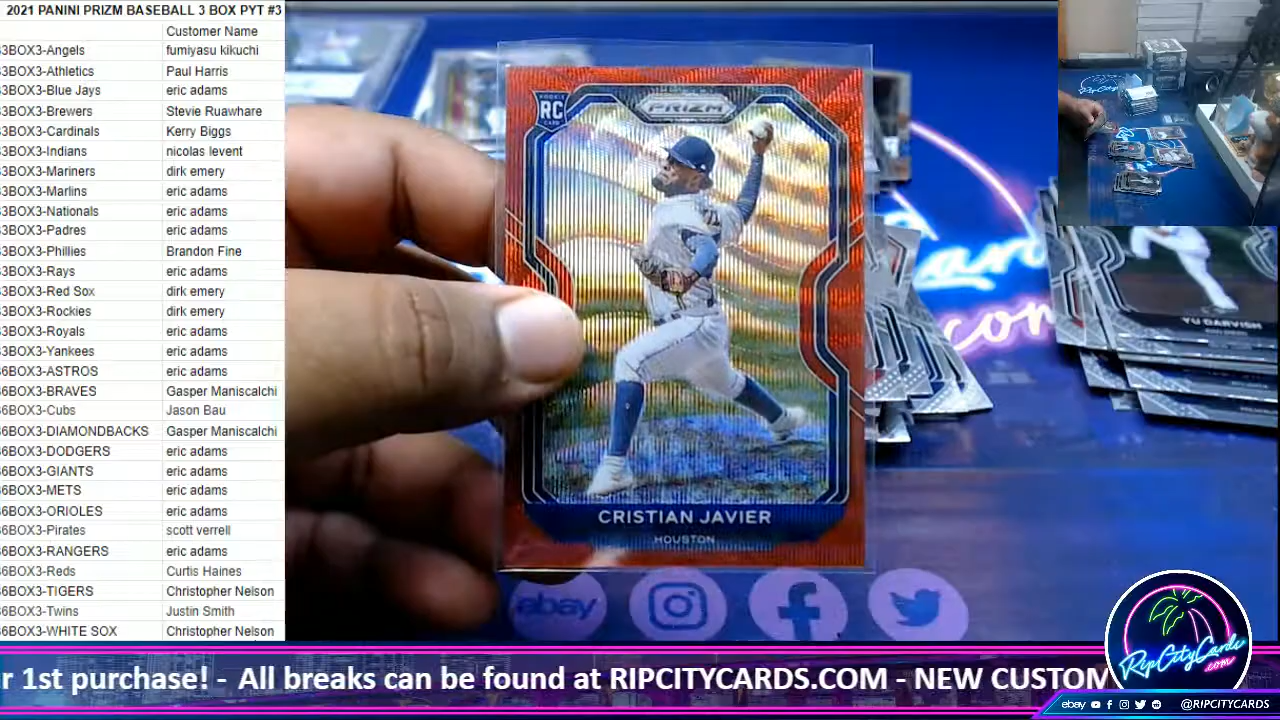 2021 PANINI PRIZM BASEBALL 3 BOX PYT #3
Customer Name
3BOX3-Angels fumiyasu kikuchi
3BOX3-Athletics Paul Harris
3BOX3-Blue Jays eric adams
3BOX3-Brewers Stevie Ruawhare
3BOX3-Cardinals Kerry Biggs
3BOX3-Indians nicolas levent
3BOX3-Mariners dirk emery
3BOX3-Marlins eric adams
3BOX3-Nationals eric adams
3BOX3-Padres eric adams
3BOX3-Phillies Brandon Fine
3BOX3-Rays eric adams
3BOX3-Red Sox dirk emery
3BOX3-Rockies dirk emery
3BOX3-Royals eric adams
3BOX3-Yankees eric adams
6BOX3-ASTROS eric adams
6BOX3-BRAVES Gasper Maniscalchi
6BOX3-Cubs Jason Bau
6BOX3-DIAMONDBACKS Gasper Maniscalchi
6BOX3-DODGERS eric adams
6BOX3-GIANTS eric adams
6BOX3-METS eric adams
6BOX3-ORIOLES eric adams
6BOX3-Pirates scott verrell
6BOX3-RANGERS eric adams
6BOX3-Reds Curtis Haines
6BOX3-TIGERS Christopher Nelson
6BOX3-Twins Justin Smith
6BOX3-WHITE SOX Christopher Nelson
RC
CARD
PRIZM
CRISTIAN JAVIER
HOUSTON
YU DARVISH
ebay
RipCityCards
.com
r 1st purchase! - All breaks can be found at RIPCITYCARDS.COM - NEW CUSTOM
ebay @RIPCITYCARDS